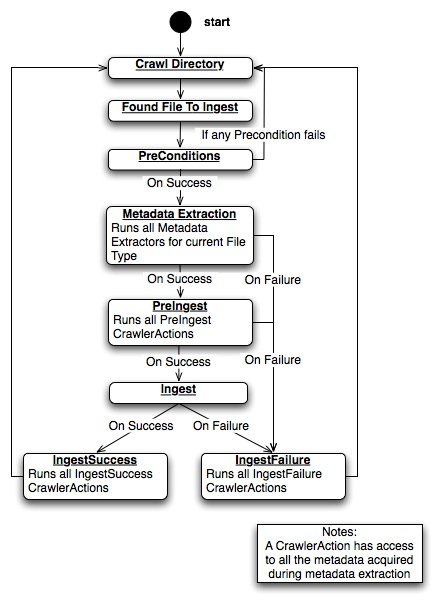 start
Crawl Directory
Found File To Ingest
If any Precondition fails
PreConditions
On Success
Metadata Extraction
Runs all Metadata
Extractors for current File
Type
On Success
On Failure
PreIngest
Runs all PreIngest
CrawlerActions
On Success
On Failure
Ingest
On Success
On Failure
IngestSuccess
Runs all IngestSuccess
CrawlerActions
IngestFailure
Runs all IngestFailure
CrawlerActions
Notes:
A CrawlerAction has access
to all the metadata acquired
during metadata extraction